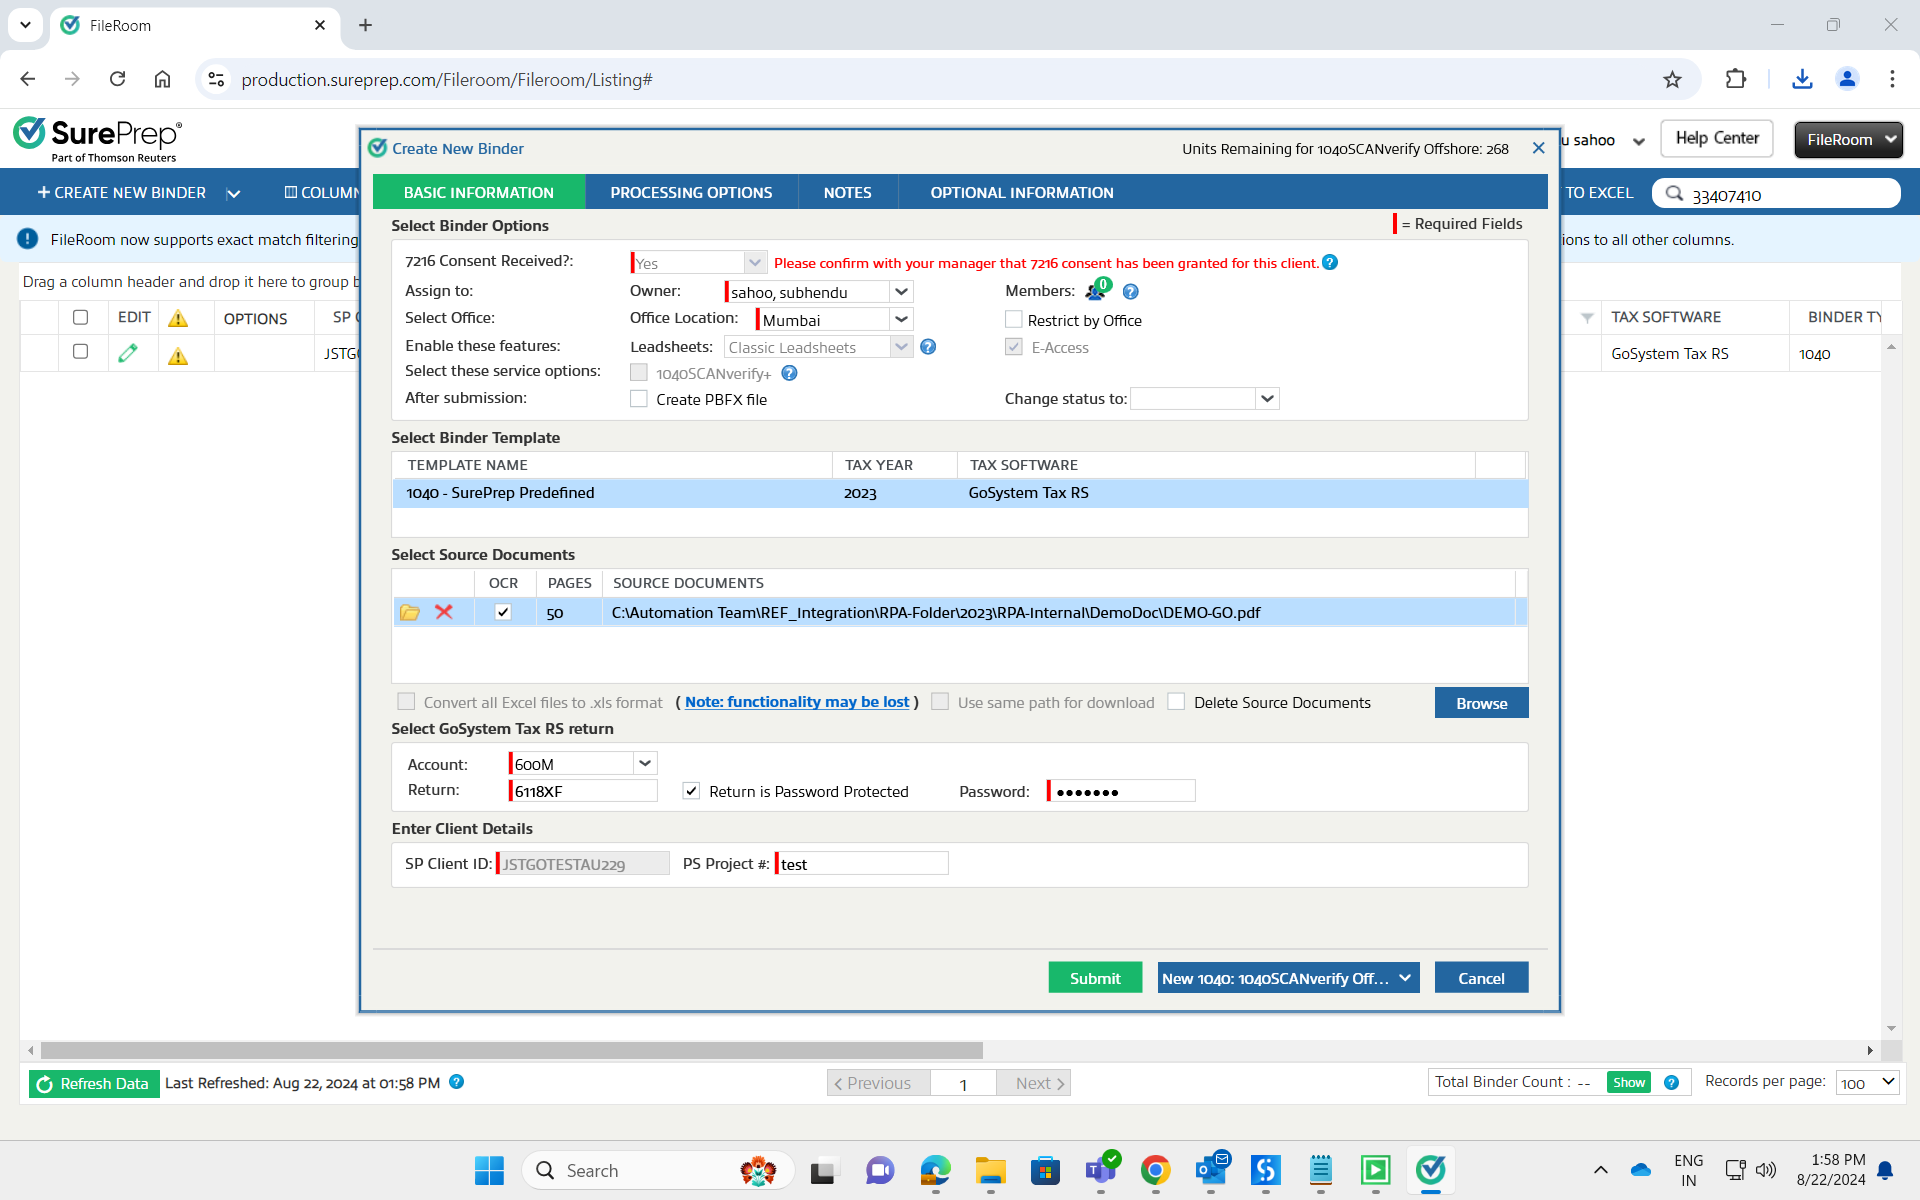 FileRoom
production.sureprep.com/Fileroom/Fileroom/Listing#
SurePrep®
Part of Thomson Reuters
u sahoo
Help Center
FileRoom
+ CREATE NEW BINDER
COLUMN
TO EXCEL
33407410
FileRoom now supports exact match filtering
ions to all other columns.
Drag a column header and drop it here to group b
EDIT
OPTIONS
SP C
TAX SOFTWARE
BINDER TY
JSTG
GoSystem Tax RS
1040
Create New Binder
Units Remaining for 1040SCANverify Offshore: 268
BASIC INFORMATION
PROCESSING OPTIONS
NOTES
OPTIONAL INFORMATION
Select Binder Options
= Required Fields
7216 Consent Received?:
Yes
Please confirm with your manager that 7216 consent has been granted for this client.
Assign to:
Owner:
sahoo, subhendu
Members:
0
Select Office:
Office Location:
Mumbai
Restrict by Office
Enable these features:
Leadsheets:
Classic Leadsheets
E-Access
Select these service options:
1040SCANverify+
After submission:
Create PBFX file
Change status to:
Select Binder Template
TEMPLATE NAME
TAX YEAR
TAX SOFTWARE
1040 - SurePrep Predefined
2023
GoSystem Tax RS
Select Source Documents
OCR
PAGES
SOURCE DOCUMENTS
50
C:\Automation Team\REF_Integration\RPA-Folder\2023\RPA-Internal\DemoDoc\DEMO-GO.pdf
Convert all Excel files to .xls format
( Note: functionality may be lost )
Use same path for download
Delete Source Documents
Browse
Select GoSystem Tax RS return
Account:
600M
Return:
6118XF
Return is Password Protected
Password:
•••••••
Enter Client Details
SP Client ID:
JSTGOTESTAU229
PS Project #:
test
Submit
New 1040: 1040SCANverify Off...
Cancel
Refresh Data
Last Refreshed: Aug 22, 2024 at 01:58 PM
Previous
1
Next
Total Binder Count : --
Show
Records per page:
100
Search
ENG
IN
1:58 PM
8/22/2024